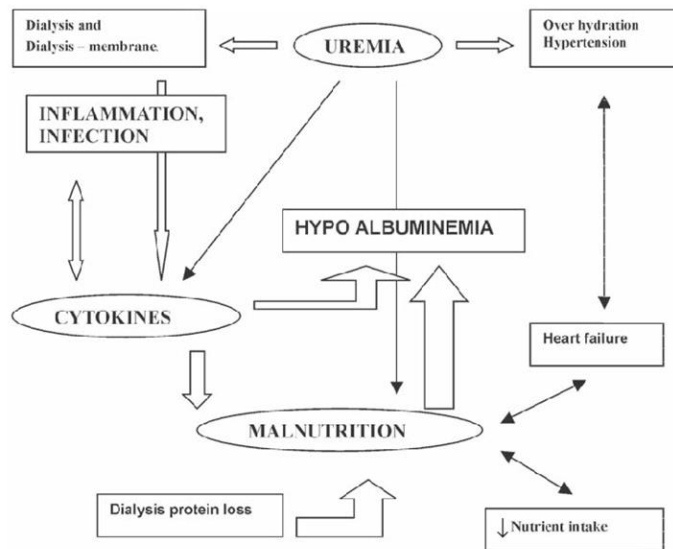 Dialysis and
Dialysis – membrane.
UREMIA
Over hydration
Hypertension
INFLAMMATION,
INFECTION
HYPO ALBUMINEMIA
CYTOKINES
Heart failure
MALNUTRITION
Dialysis protein loss
↓ Nutrient intake